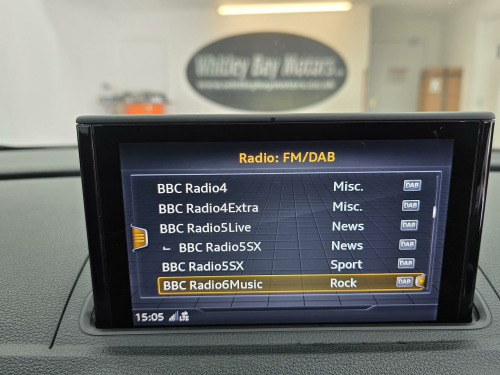 Whitley Bay Motors
Radio: FM/DAB
BBC Radio4 Misc. DAB
BBC Radio4Extra Misc. DAB
BBC Radio5Live News DAB
BBC Radio5SX News DAB
BBC Radio5SX Sport DAB
BBC Radio6Music Rock DAB
15:05